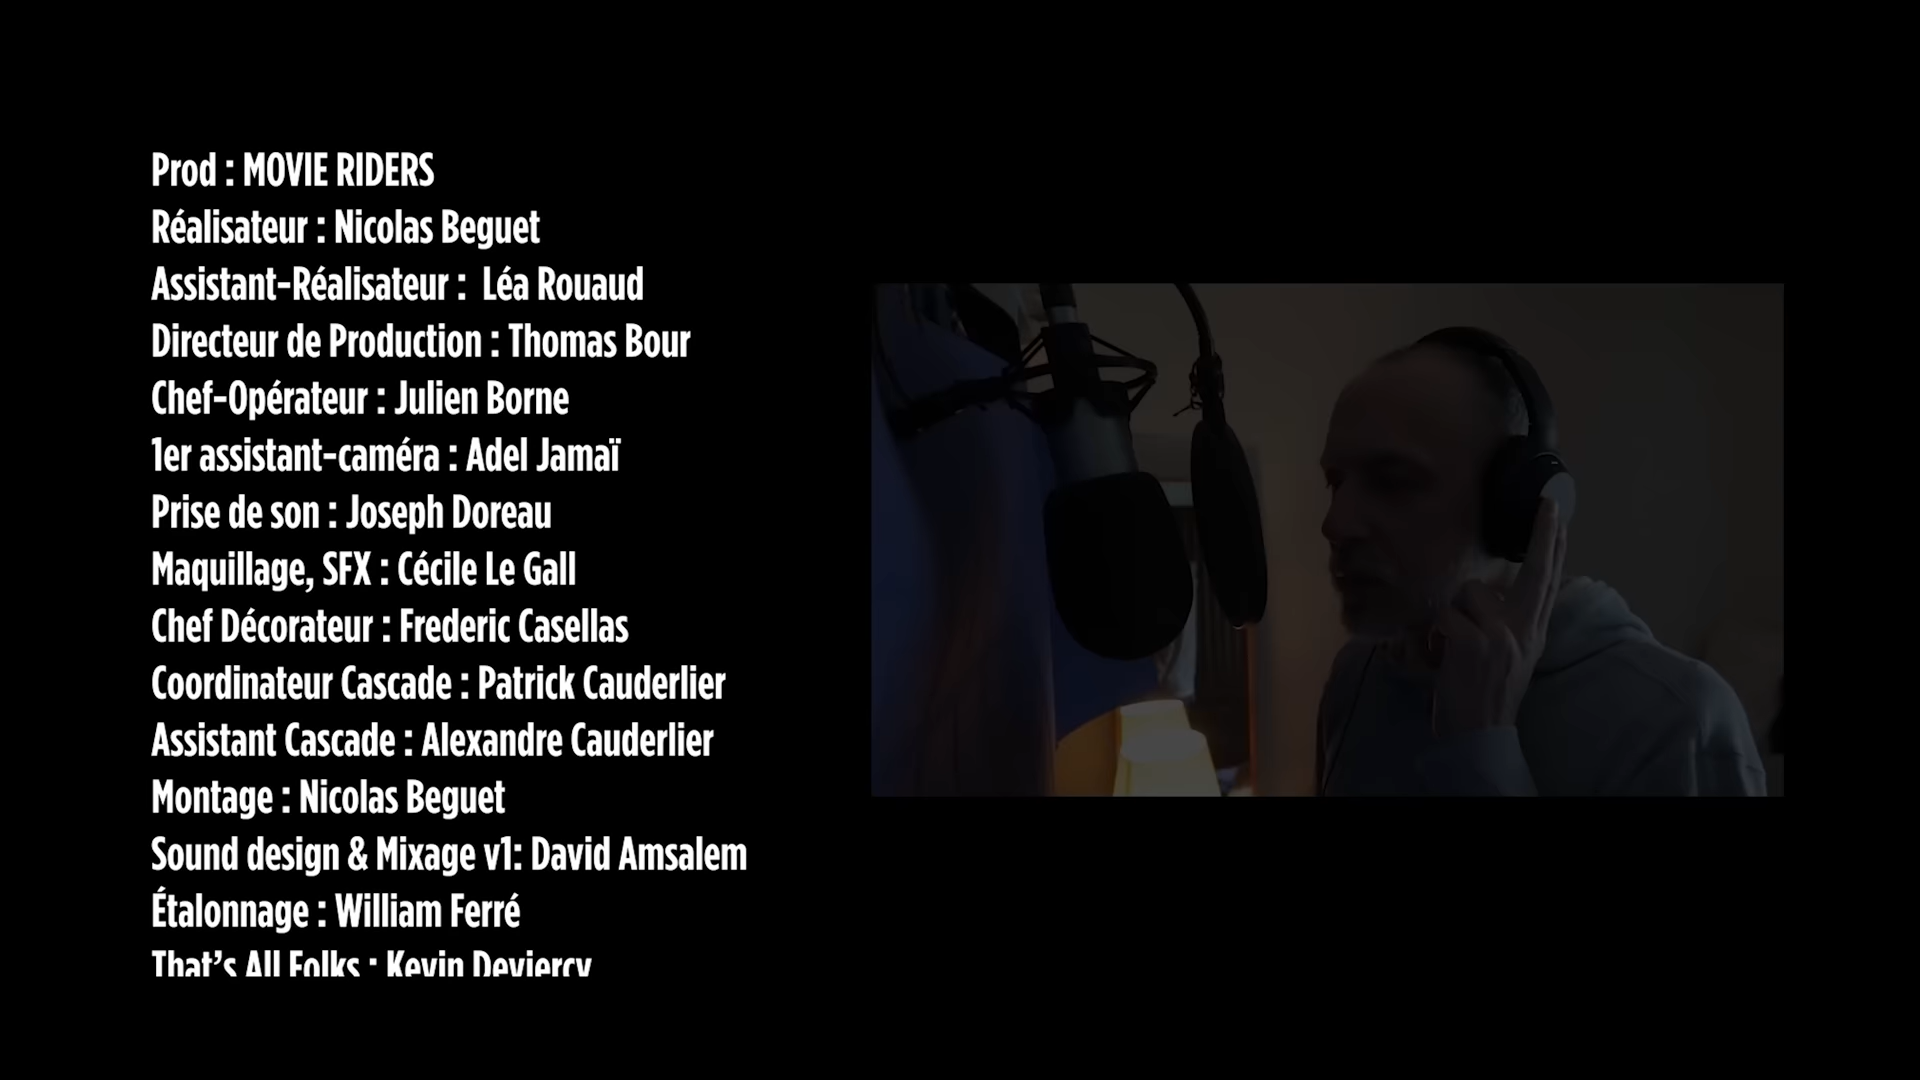 Prod : MOVIE RIDERS
Réalisateur : Nicolas Beguet
Assistant-Réalisateur :  Léa Rouaud
Directeur de Production : Thomas Bour
Chef-Opérateur : Julien Borne
1er assistant-caméra : Adel Jamaï
Prise de son : Joseph Doreau
Maquillage, SFX : Cécile Le Gall
Chef Décorateur : Frederic Casellas
Coordinateur Cascade : Patrick Cauderlier
Assistant Cascade : Alexandre Cauderlier
Montage : Nicolas Beguet
Sound design & Mixage v1: David Amsalem
Étalonnage : William Ferré
That’s All Folks : Kevin Deviercy